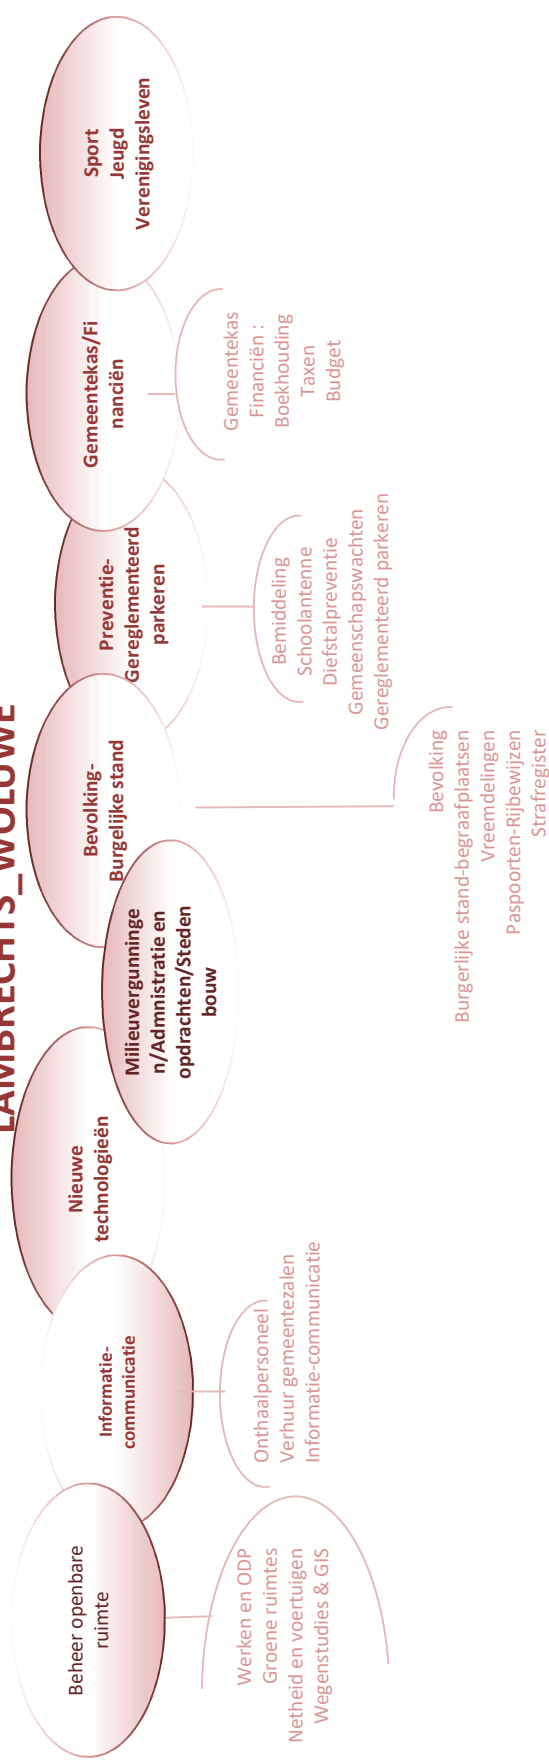 LAMBRECHTS_WOLUWE
Beheer openbare
ruimte
Werken en ODP
Groene ruimtes
Netheid en voertuigen
Wegenstudies & GIS
Informatie-
communicatie
Onthaalpersoneel
Verhuur gemeentezalen
Informatie-communicatie
Nieuwe
technologieën
Milieuvergunninge
n/Admnistratie en
opdrachten/Steden
bouw
Bevolking-
Burgelijke stand
Bevolking
Burgerlijke stand-begraafplaatsen
Vreemdelingen
Paspoorten-Rijbewijzen
Strafregister
Preventie-
Gereglementeerd
parkeren
Bemiddeling
Schoolantenne
Diefstalpreventie
Gemeenschapswachten
Gereglementeerd parkeren
Gemeentekas/Fi
nanciën
Gemeentekas
Financiën :
Boekhouding
Taxen
Budget
Sport
Jeugd
Verenigingsleven